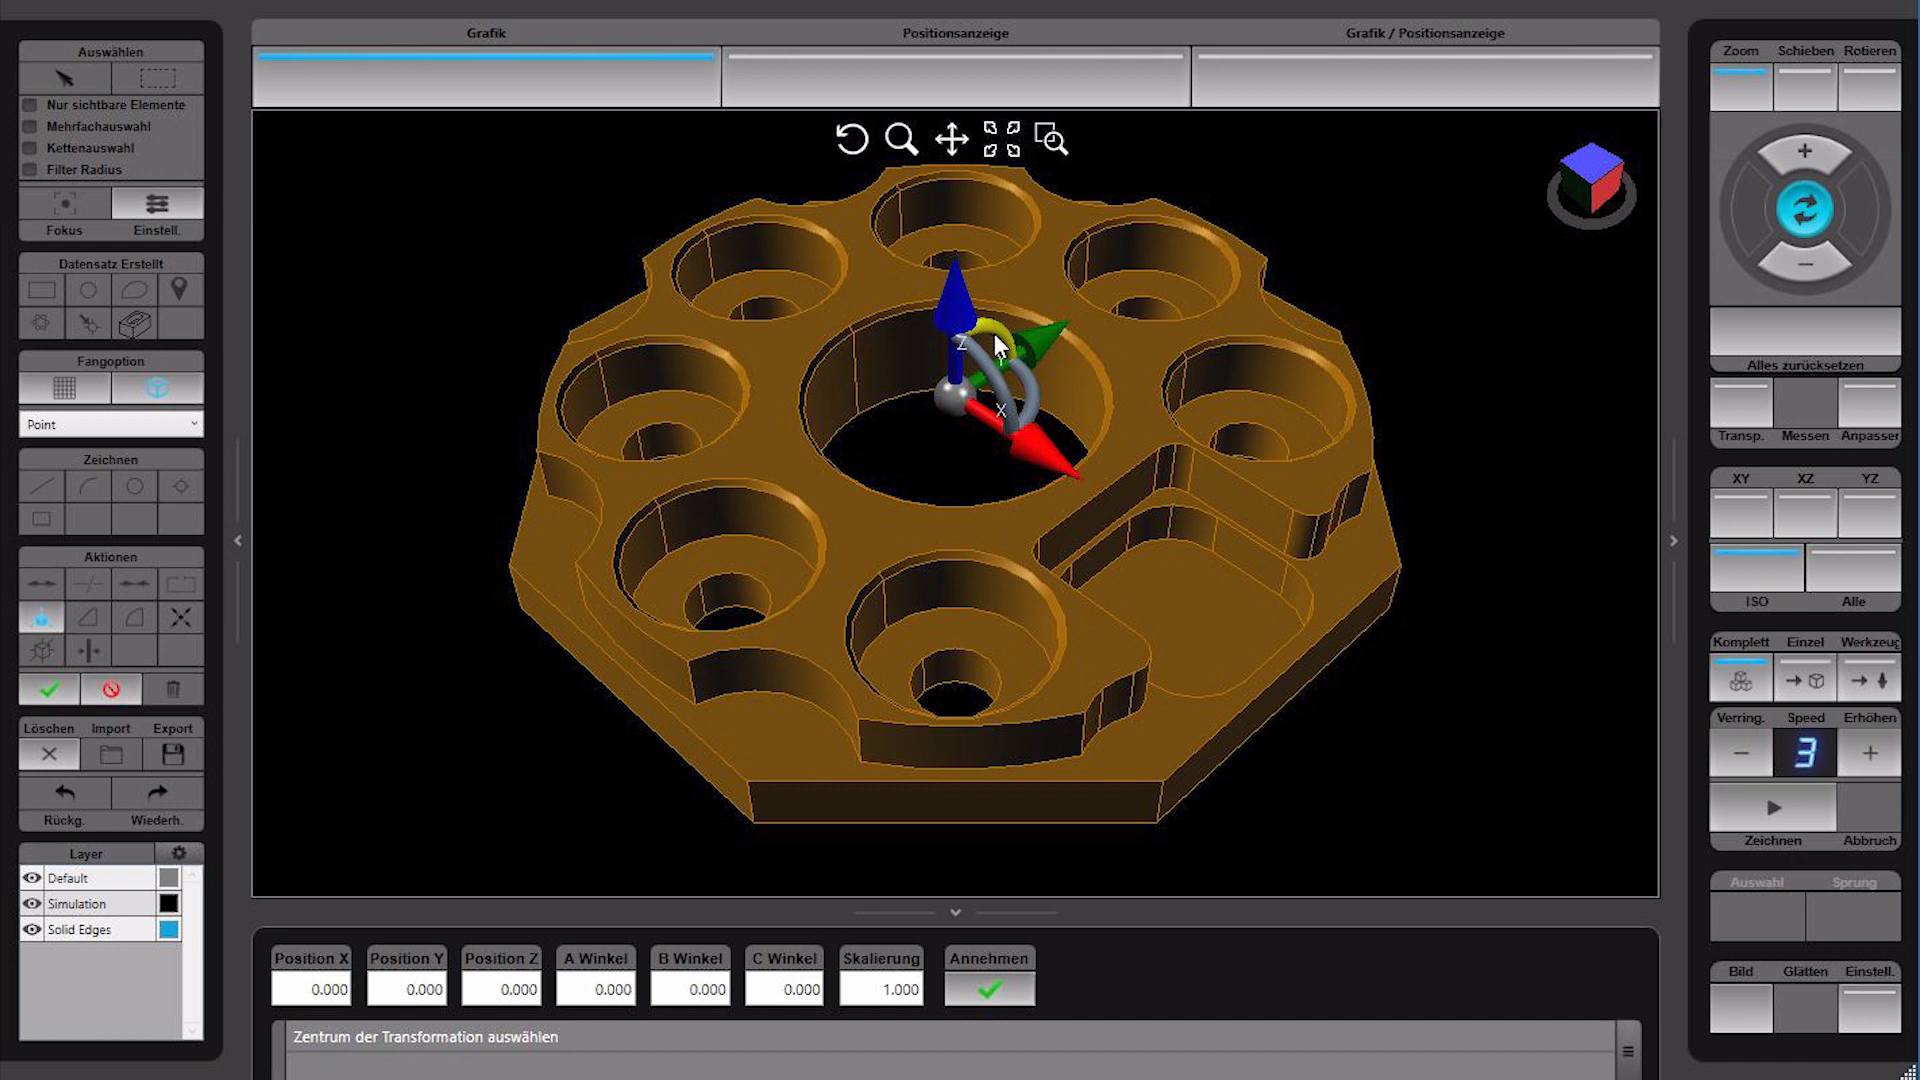 Auswählen
Nur sichtbare Elemente
Mehrfachauswahl
Kettenauswahl
Filter Radius
Fokus Einstell.
Datensatz Erstellt
Fangoption
Point
Zeichnen
Aktionen
Löschen Import Export
Rückg. Wiederh.
Layer
Default
Simulation
Solid Edges
Grafik Positionsanzeige Grafik / Positionsanzeige
Z
Y
X
Position X Position Y Position Z A Winkel B Winkel C Winkel Skalierung Annehmen
0.000 0.000 0.000 0.000 0.000 0.000 1.000
Zentrum der Transformation auswählen
Zoom Schieben Rotieren
Alles zurücksetzen
Transp. Messen Anpasser
XY XZ YZ
ISO Alle
Komplett Einzel Werkzeug
Verring. Speed Erhöhen
3
Zeichnen Abbruch
Auswahl Sprung
Bild Glätten Einstell.